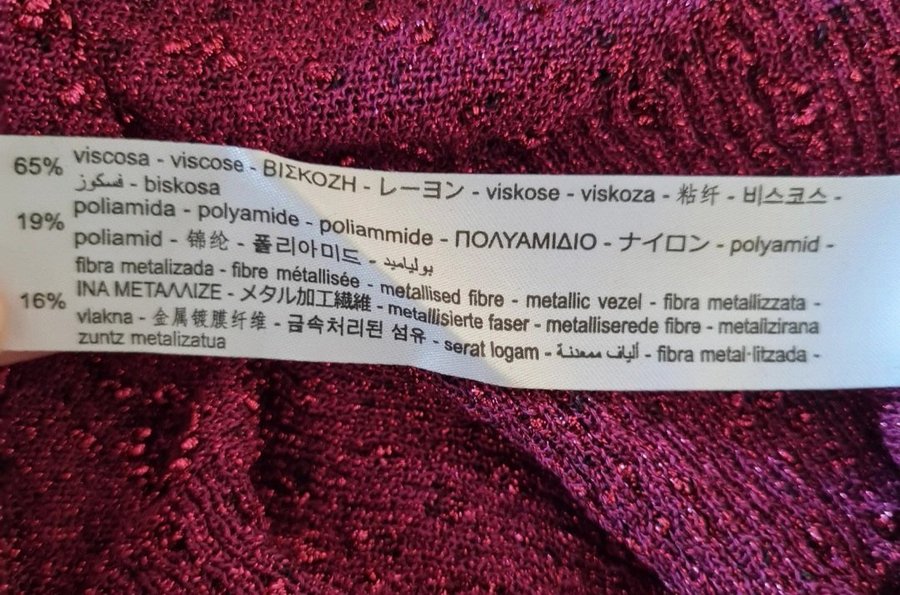 65% viscosa - viscose - ΒΙΣΚΟΖΗ - レーヨン - viskose - viskoza - 粘纤 - 비스코스 -
فسكوز - biskosa
19% poliamida - polyamide - poliammide - ΠΟΛΥΑΜΙΔΙΟ - ナイロン - polyamid -
poliamid - 锦纶 - 폴리아미드 - بولياميد
fibra metalizada - fibre métallisée - metallised fibre - metallic vezel - fibra metallizzata -
16% ΙΝΑ ΜΕΤΑΛΛΙΖΕ - メタル加工繊維 - metallisierte faser - metalliserede fibre - metalizirana
vlakna - 金属镀膜纤维 - 금속처리된 섬유 - serat logam - ألياف ممعدنة - fibra metal·litzada -
zuntz metalizatua